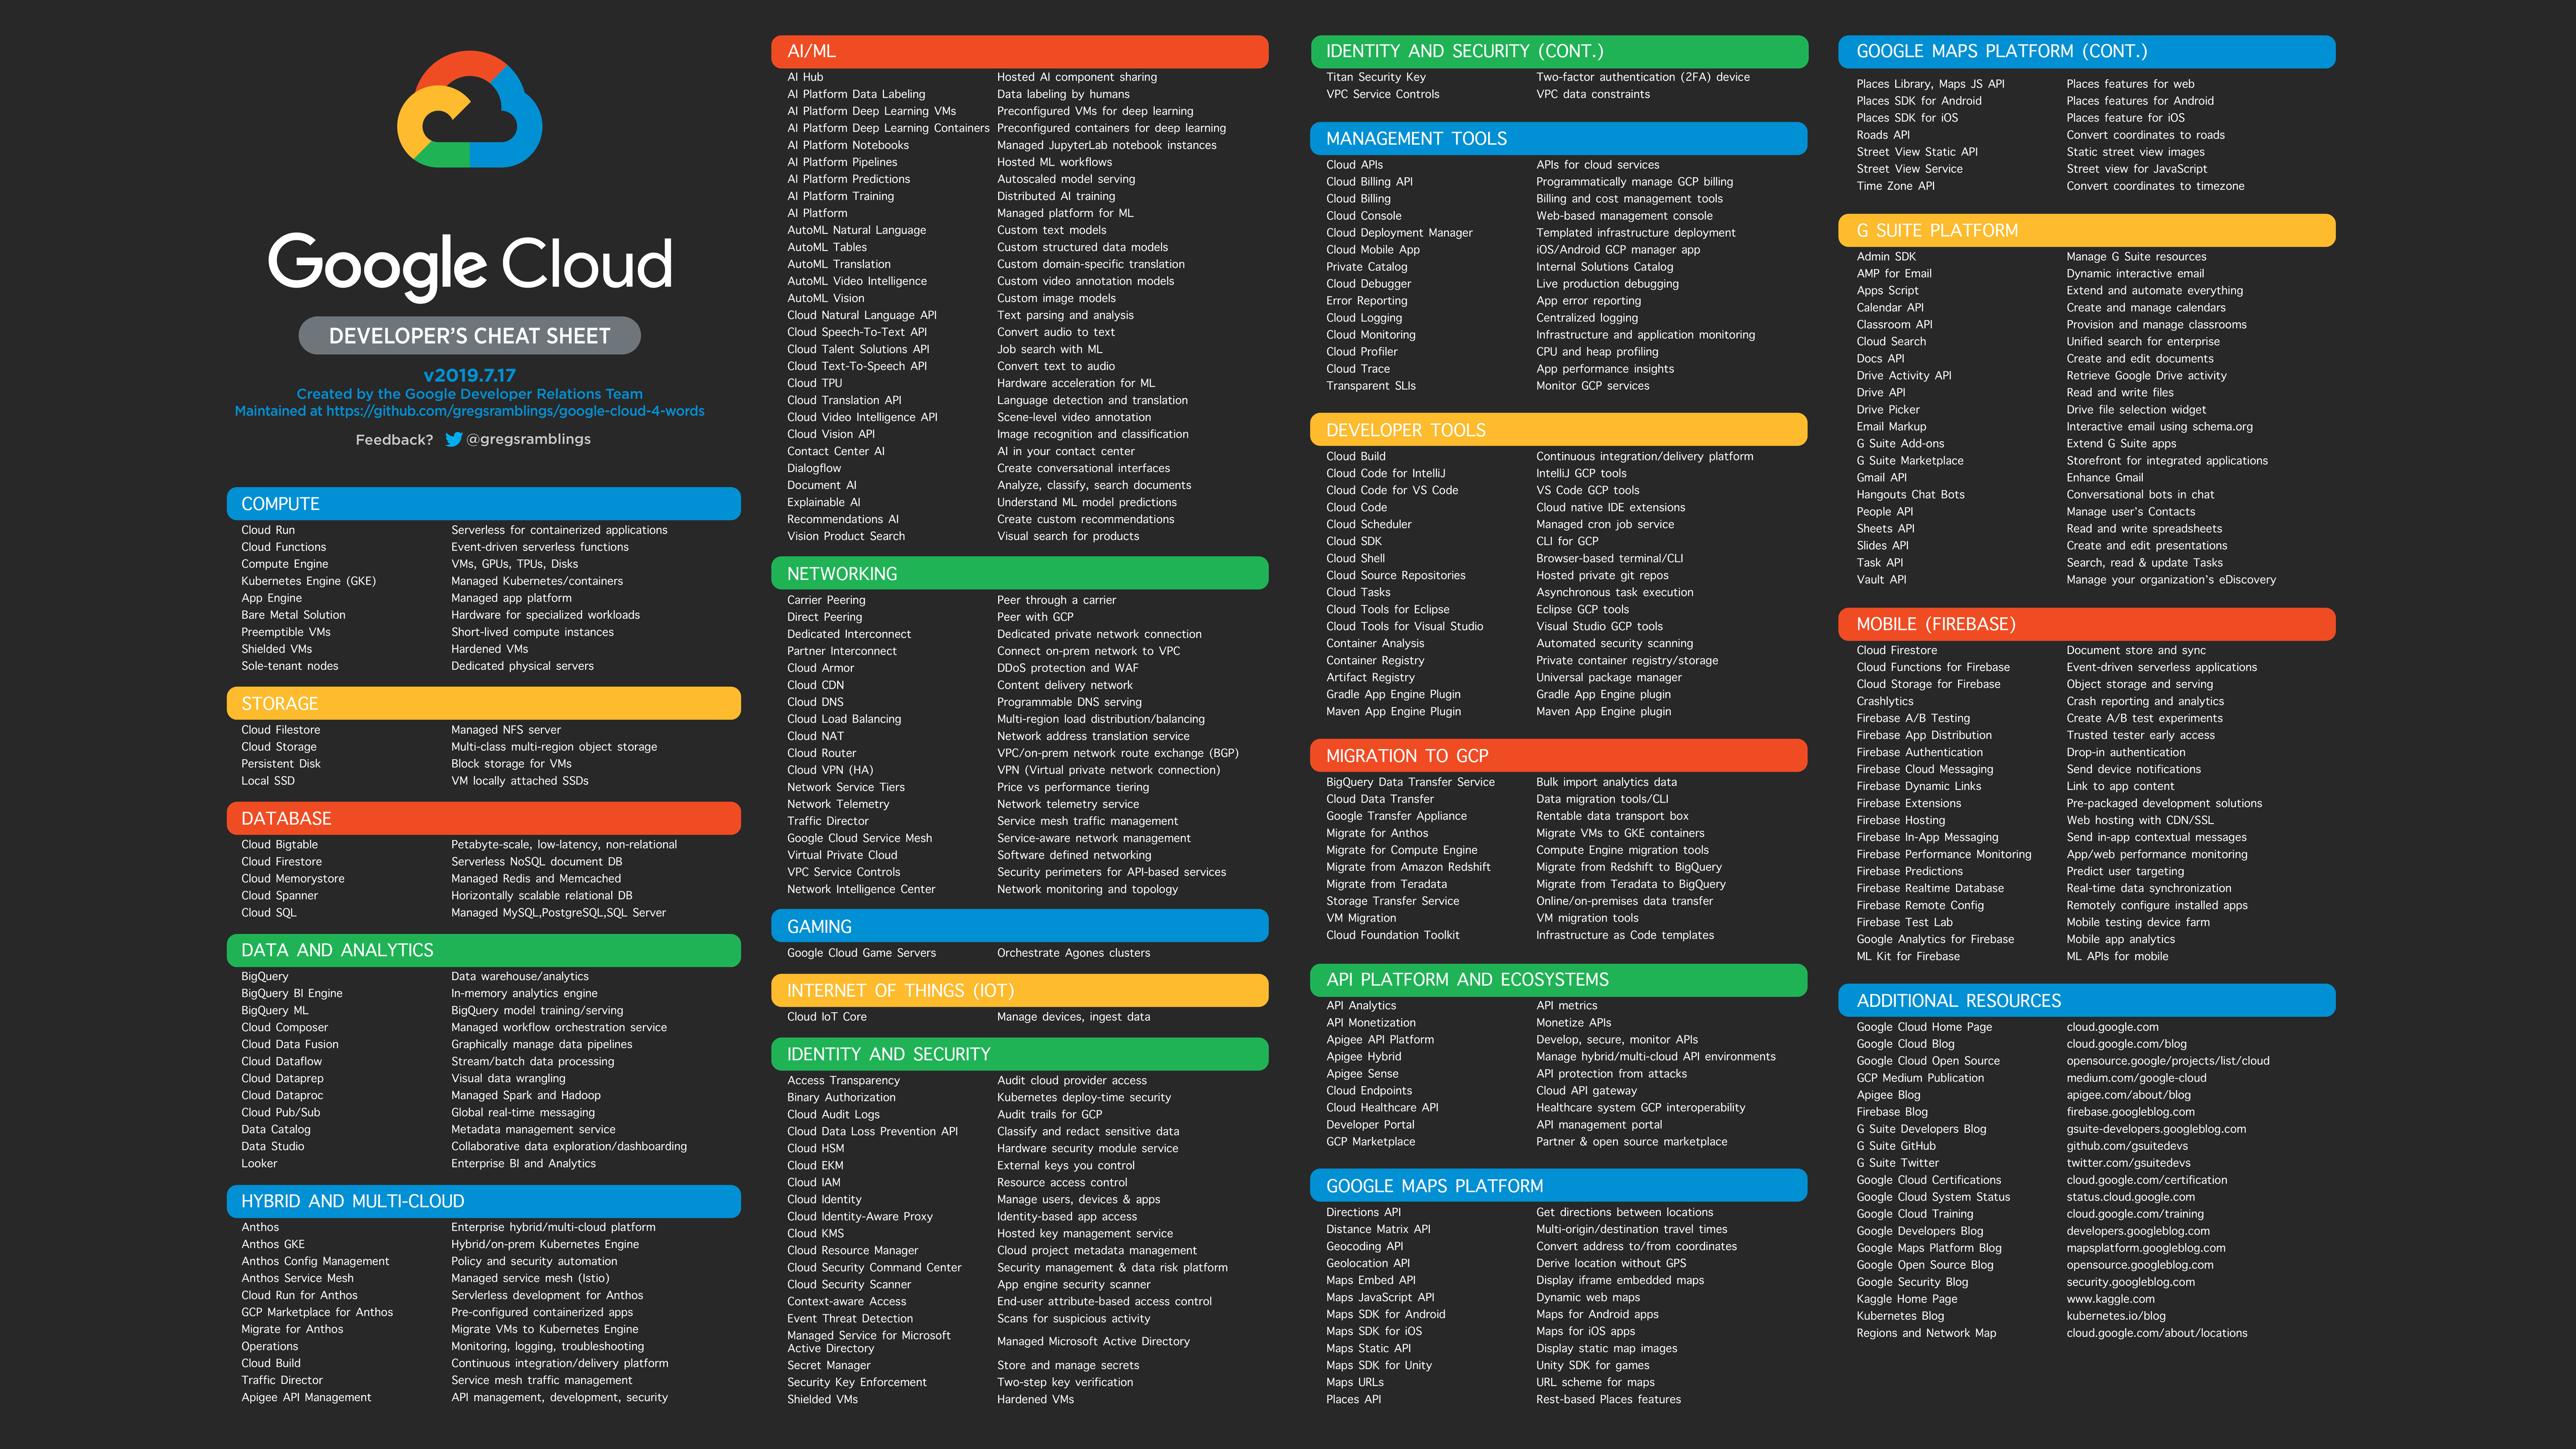 Google Cloud
DEVELOPER'S CHEAT SHEET
v2019.7.17
Created by the Google Developer Relations Team
Maintained at https://github.com/gregsramblings/google-cloud-4-words
Feedback? @gregsramblings
COMPUTE
Cloud Run Serverless for containerized applications
Cloud Functions Event-driven serverless functions
Compute Engine VMs, GPUs, TPUs, Disks
Kubernetes Engine (GKE) Managed Kubernetes/containers
App Engine Managed app platform
Bare Metal Solution Hardware for specialized workloads
Preemptible VMs Short-lived compute instances
Shielded VMs Hardened VMs
Sole-tenant nodes Dedicated physical servers
STORAGE
Cloud Filestore Managed NFS server
Cloud Storage Multi-class multi-region object storage
Persistent Disk Block storage for VMs
Local SSD VM locally attached SSDs
DATABASE
Cloud Bigtable Petabyte-scale, low-latency, non-relational
Cloud Firestore Serverless NoSQL document DB
Cloud Memorystore Managed Redis and Memcached
Cloud Spanner Horizontally scalable relational DB
Cloud SQL Managed MySQL,PostgreSQL,SQL Server
DATA AND ANALYTICS
BigQuery Data warehouse/analytics
BigQuery BI Engine In-memory analytics engine
BigQuery ML BigQuery model training/serving
Cloud Composer Managed workflow orchestration service
Cloud Data Fusion Graphically manage data pipelines
Cloud Dataflow Stream/batch data processing
Cloud Dataprep Visual data wrangling
Cloud Dataproc Managed Spark and Hadoop
Cloud Pub/Sub Global real-time messaging
Data Catalog Metadata management service
Data Studio Collaborative data exploration/dashboarding
Looker Enterprise BI and Analytics
HYBRID AND MULTI-CLOUD
Anthos Enterprise hybrid/multi-cloud platform
Anthos GKE Hybrid/on-prem Kubernetes Engine
Anthos Config Management Policy and security automation
Anthos Service Mesh Managed service mesh (Istio)
Cloud Run for Anthos Servlerless development for Anthos
GCP Marketplace for Anthos Pre-configured containerized apps
Migrate for Anthos Migrate VMs to Kubernetes Engine
Operations Monitoring, logging, troubleshooting
Cloud Build Continuous integration/delivery platform
Traffic Director Service mesh traffic management
Apigee API Management API management, development, security
AI/ML
AI Hub Hosted AI component sharing
AI Platform Data Labeling Data labeling by humans
AI Platform Deep Learning VMs Preconfigured VMs for deep learning
AI Platform Deep Learning Containers Preconfigured containers for deep learning
AI Platform Notebooks Managed JupyterLab notebook instances
AI Platform Pipelines Hosted ML workflows
AI Platform Predictions Autoscaled model serving
AI Platform Training Distributed AI training
AI Platform Managed platform for ML
AutoML Natural Language Custom text models
AutoML Tables Custom structured data models
AutoML Translation Custom domain-specific translation
AutoML Video Intelligence Custom video annotation models
AutoML Vision Custom image models
Cloud Natural Language API Text parsing and analysis
Cloud Speech-To-Text API Convert audio to text
Cloud Talent Solutions API Job search with ML
Cloud Text-To-Speech API Convert text to audio
Cloud TPU Hardware acceleration for ML
Cloud Translation API Language detection and translation
Cloud Video Intelligence API Scene-level video annotation
Cloud Vision API Image recognition and classification
Contact Center AI AI in your contact center
Dialogflow Create conversational interfaces
Document AI Analyze, classify, search documents
Explainable AI Understand ML model predictions
Recommendations AI Create custom recommendations
Vision Product Search Visual search for products
NETWORKING
Carrier Peering Peer through a carrier
Direct Peering Peer with GCP
Dedicated Interconnect Dedicated private network connection
Partner Interconnect Connect on-prem network to VPC
Cloud Armor DDoS protection and WAF
Cloud CDN Content delivery network
Cloud DNS Programmable DNS serving
Cloud Load Balancing Multi-region load distribution/balancing
Cloud NAT Network address translation service
Cloud Router VPC/on-prem network route exchange (BGP)
Cloud VPN (HA) VPN (Virtual private network connection)
Network Service Tiers Price vs performance tiering
Network Telemetry Network telemetry service
Traffic Director Service mesh traffic management
Google Cloud Service Mesh Service-aware network management
Virtual Private Cloud Software defined networking
VPC Service Controls Security perimeters for API-based services
Network Intelligence Center Network monitoring and topology
GAMING
Google Cloud Game Servers Orchestrate Agones clusters
INTERNET OF THINGS (IOT)
Cloud IoT Core Manage devices, ingest data
IDENTITY AND SECURITY
Access Transparency Audit cloud provider access
Binary Authorization Kubernetes deploy-time security
Cloud Audit Logs Audit trails for GCP
Cloud Data Loss Prevention API Classify and redact sensitive data
Cloud HSM Hardware security module service
Cloud EKM External keys you control
Cloud IAM Resource access control
Cloud Identity Manage users, devices & apps
Cloud Identity-Aware Proxy Identity-based app access
Cloud KMS Hosted key management service
Cloud Resource Manager Cloud project metadata management
Cloud Security Command Center Security management & data risk platform
Cloud Security Scanner App engine security scanner
Context-aware Access End-user attribute-based access control
Event Threat Detection Scans for suspicious activity
Managed Service for Microsoft
Active Directory Managed Microsoft Active Directory
Secret Manager Store and manage secrets
Security Key Enforcement Two-step key verification
Shielded VMs Hardened VMs
IDENTITY AND SECURITY (CONT.)
Titan Security Key Two-factor authentication (2FA) device
VPC Service Controls VPC data constraints
MANAGEMENT TOOLS
Cloud APIs APIs for cloud services
Cloud Billing API Programmatically manage GCP billing
Cloud Billing Billing and cost management tools
Cloud Console Web-based management console
Cloud Deployment Manager Templated infrastructure deployment
Cloud Mobile App iOS/Android GCP manager app
Private Catalog Internal Solutions Catalog
Cloud Debugger Live production debugging
Error Reporting App error reporting
Cloud Logging Centralized logging
Cloud Monitoring Infrastructure and application monitoring
Cloud Profiler CPU and heap profiling
Cloud Trace App performance insights
Transparent SLIs Monitor GCP services
DEVELOPER TOOLS
Cloud Build Continuous integration/delivery platform
Cloud Code for IntelliJ IntelliJ GCP tools
Cloud Code for VS Code VS Code GCP tools
Cloud Code Cloud native IDE extensions
Cloud Scheduler Managed cron job service
Cloud SDK CLI for GCP
Cloud Shell Browser-based terminal/CLI
Cloud Source Repositories Hosted private git repos
Cloud Tasks Asynchronous task execution
Cloud Tools for Eclipse Eclipse GCP tools
Cloud Tools for Visual Studio Visual Studio GCP tools
Container Analysis Automated security scanning
Container Registry Private container registry/storage
Artifact Registry Universal package manager
Gradle App Engine Plugin Gradle App Engine plugin
Maven App Engine Plugin Maven App Engine plugin
MIGRATION TO GCP
BigQuery Data Transfer Service Bulk import analytics data
Cloud Data Transfer Data migration tools/CLI
Google Transfer Appliance Rentable data transport box
Migrate for Anthos Migrate VMs to GKE containers
Migrate for Compute Engine Compute Engine migration tools
Migrate from Amazon Redshift Migrate from Redshift to BigQuery
Migrate from Teradata Migrate from Teradata to BigQuery
Storage Transfer Service Online/on-premises data transfer
VM Migration VM migration tools
Cloud Foundation Toolkit Infrastructure as Code templates
API PLATFORM AND ECOSYSTEMS
API Analytics API metrics
API Monetization Monetize APIs
Apigee API Platform Develop, secure, monitor APIs
Apigee Hybrid Manage hybrid/multi-cloud API environments
Apigee Sense API protection from attacks
Cloud Endpoints Cloud API gateway
Cloud Healthcare API Healthcare system GCP interoperability
Developer Portal API management portal
GCP Marketplace Partner & open source marketplace
GOOGLE MAPS PLATFORM
Directions API Get directions between locations
Distance Matrix API Multi-origin/destination travel times
Geocoding API Convert address to/from coordinates
Geolocation API Derive location without GPS
Maps Embed API Display iframe embedded maps
Maps JavaScript API Dynamic web maps
Maps SDK for Android Maps for Android apps
Maps SDK for iOS Maps for iOS apps
Maps Static API Display static map images
Maps SDK for Unity Unity SDK for games
Maps URLs URL scheme for maps
Places API Rest-based Places features
GOOGLE MAPS PLATFORM (CONT.)
Places Library, Maps JS API Places features for web
Places SDK for Android Places features for Android
Places SDK for iOS Places feature for iOS
Roads API Convert coordinates to roads
Street View Static API Static street view images
Street View Service Street view for JavaScript
Time Zone API Convert coordinates to timezone
G SUITE PLATFORM
Admin SDK Manage G Suite resources
AMP for Email Dynamic interactive email
Apps Script Extend and automate everything
Calendar API Create and manage calendars
Classroom API Provision and manage classrooms
Cloud Search Unified search for enterprise
Docs API Create and edit documents
Drive Activity API Retrieve Google Drive activity
Drive API Read and write files
Drive Picker Drive file selection widget
Email Markup Interactive email using schema.org
G Suite Add-ons Extend G Suite apps
G Suite Marketplace Storefront for integrated applications
Gmail API Enhance Gmail
Hangouts Chat Bots Conversational bots in chat
People API Manage user's Contacts
Sheets API Read and write spreadsheets
Slides API Create and edit presentations
Task API Search, read & update Tasks
Vault API Manage your organization's eDiscovery
MOBILE (FIREBASE)
Cloud Firestore Document store and sync
Cloud Functions for Firebase Event-driven serverless applications
Cloud Storage for Firebase Object storage and serving
Crashlytics Crash reporting and analytics
Firebase A/B Testing Create A/B test experiments
Firebase App Distribution Trusted tester early access
Firebase Authentication Drop-in authentication
Firebase Cloud Messaging Send device notifications
Firebase Dynamic Links Link to app content
Firebase Extensions Pre-packaged development solutions
Firebase Hosting Web hosting with CDN/SSL
Firebase In-App Messaging Send in-app contextual messages
Firebase Performance Monitoring App/web performance monitoring
Firebase Predictions Predict user targeting
Firebase Realtime Database Real-time data synchronization
Firebase Remote Config Remotely configure installed apps
Firebase Test Lab Mobile testing device farm
Google Analytics for Firebase Mobile app analytics
ML Kit for Firebase ML APIs for mobile
ADDITIONAL RESOURCES
Google Cloud Home Page cloud.google.com
Google Cloud Blog cloud.google.com/blog
Google Cloud Open Source opensource.google/projects/list/cloud
GCP Medium Publication medium.com/google-cloud
Apigee Blog apigee.com/about/blog
Firebase Blog firebase.googleblog.com
G Suite Developers Blog gsuite-developers.googleblog.com
G Suite GitHub github.com/gsuitedevs
G Suite Twitter twitter.com/gsuitedevs
Google Cloud Certifications cloud.google.com/certification
Google Cloud System Status status.cloud.google.com
Google Cloud Training cloud.google.com/training
Google Developers Blog developers.googleblog.com
Google Maps Platform Blog mapsplatform.googleblog.com
Google Open Source Blog opensource.googleblog.com
Google Security Blog security.googleblog.com
Kaggle Home Page www.kaggle.com
Kubernetes Blog kubernetes.io/blog
Regions and Network Map cloud.google.com/about/locations